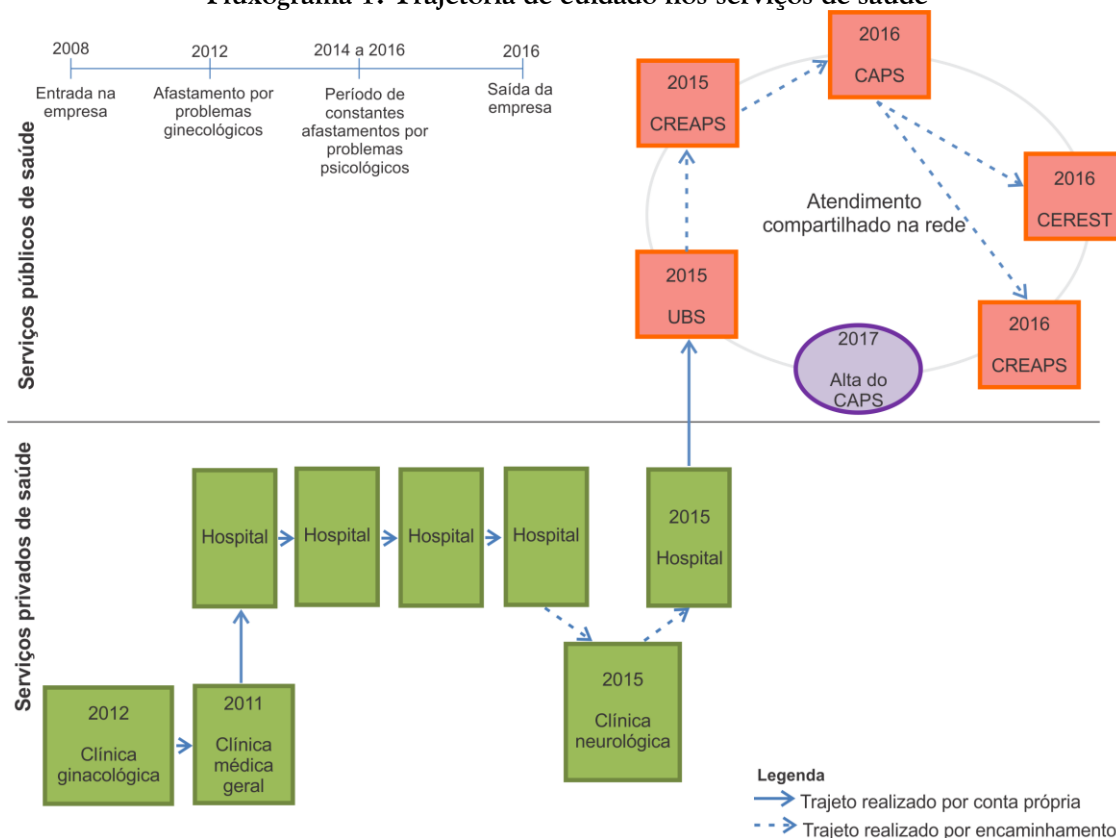 Fluxograma 1: Trajetória de cuidado nos serviços de saúde
2008
Entrada na
empresa
2012
Afastamento por
problemas
ginecológicos
2014 a 2016
Período de
constantes
afastamentos por
problemas
psicológicos
2016
Saída da
empresa
Serviços públicos de saúde
2015
CREAPS
2016
CAPS
2016
CEREST
Atendimento
compartilhado na rede
2015
UBS
2016
CREAPS
2017
Alta do
CAPS
Serviços privados de saúde
Hospital
Hospital
Hospital
Hospital
2015
Hospital
2012
Clínica
ginacológica
2011
Clínica
médica
geral
2015
Clínica
neurológica
Legenda
Trajeto realizado por conta própria
Trajeto realizado por encaminhamento